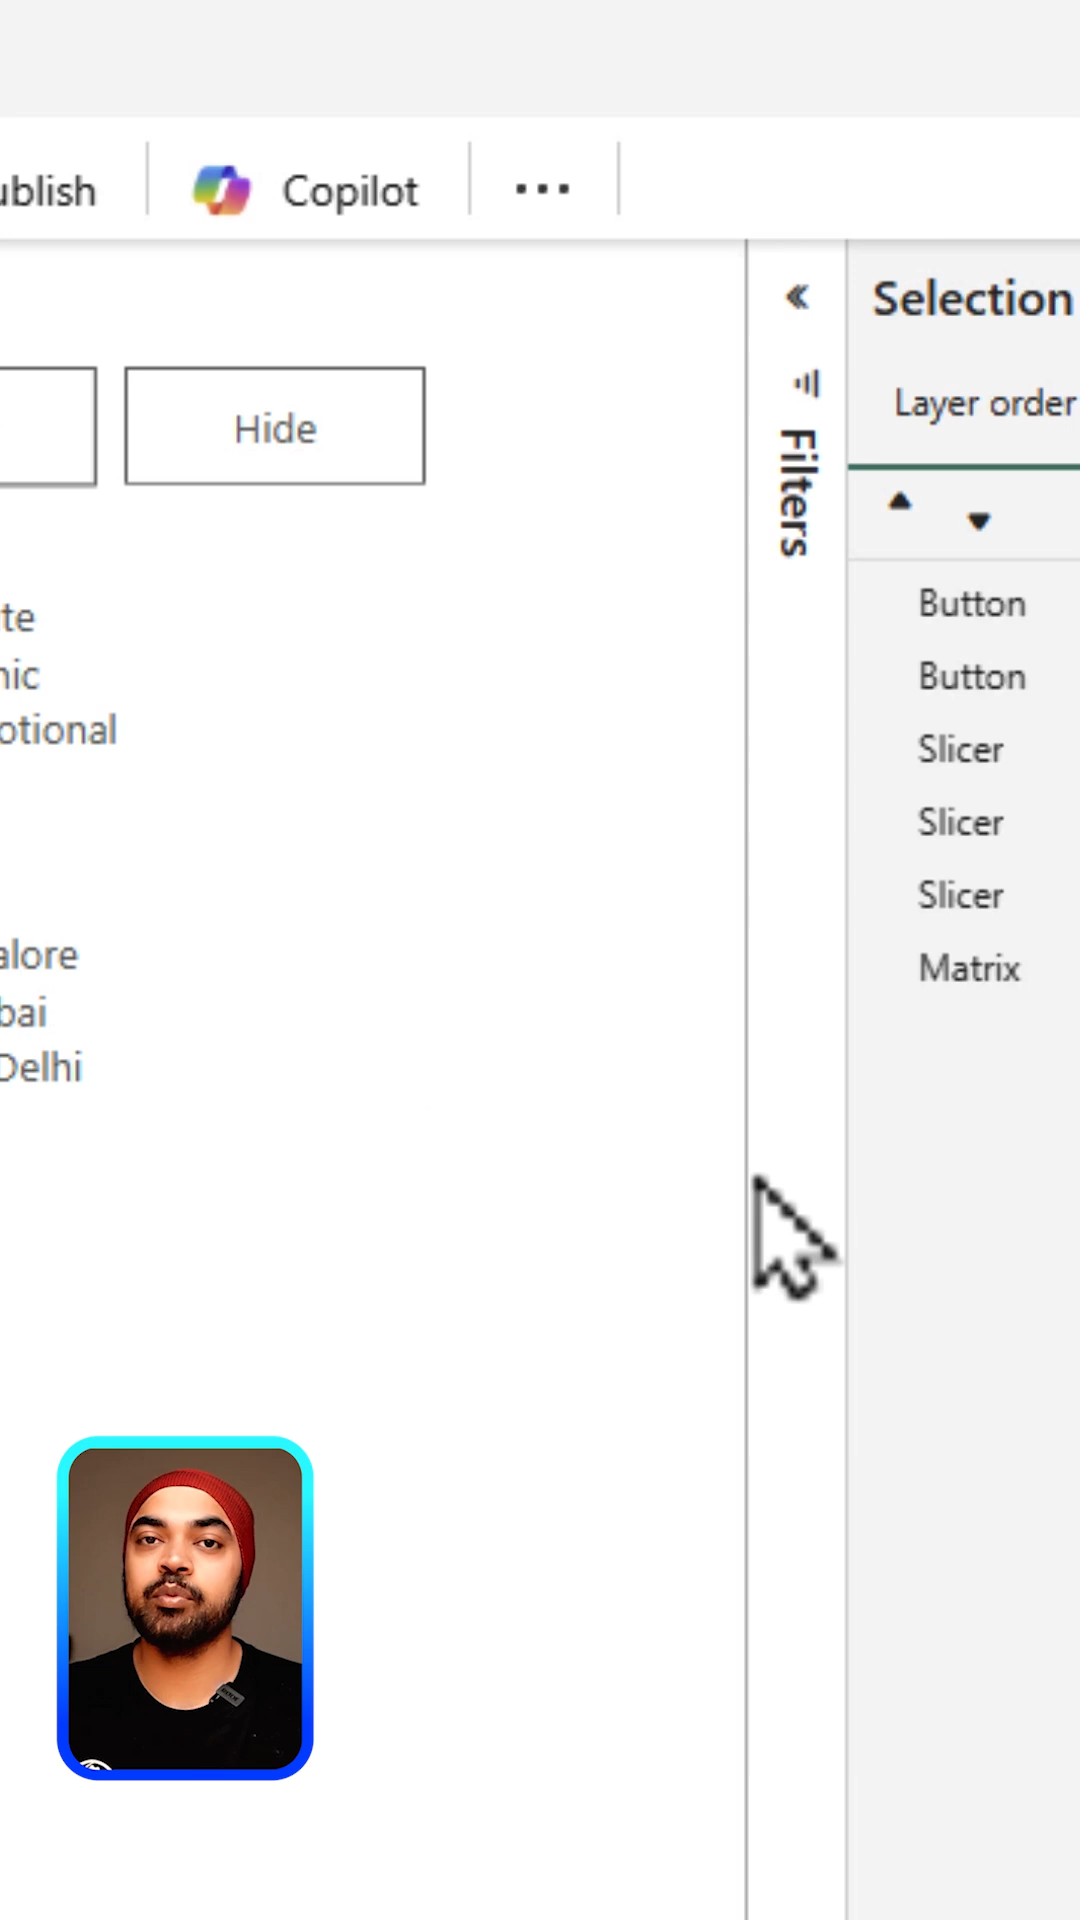 ublish
Copilot
Selection
Layer order
Hide
Filters
te
nic
otional
alore
bai
Delhi
Button
Button
Slicer
Slicer
Slicer
Matrix